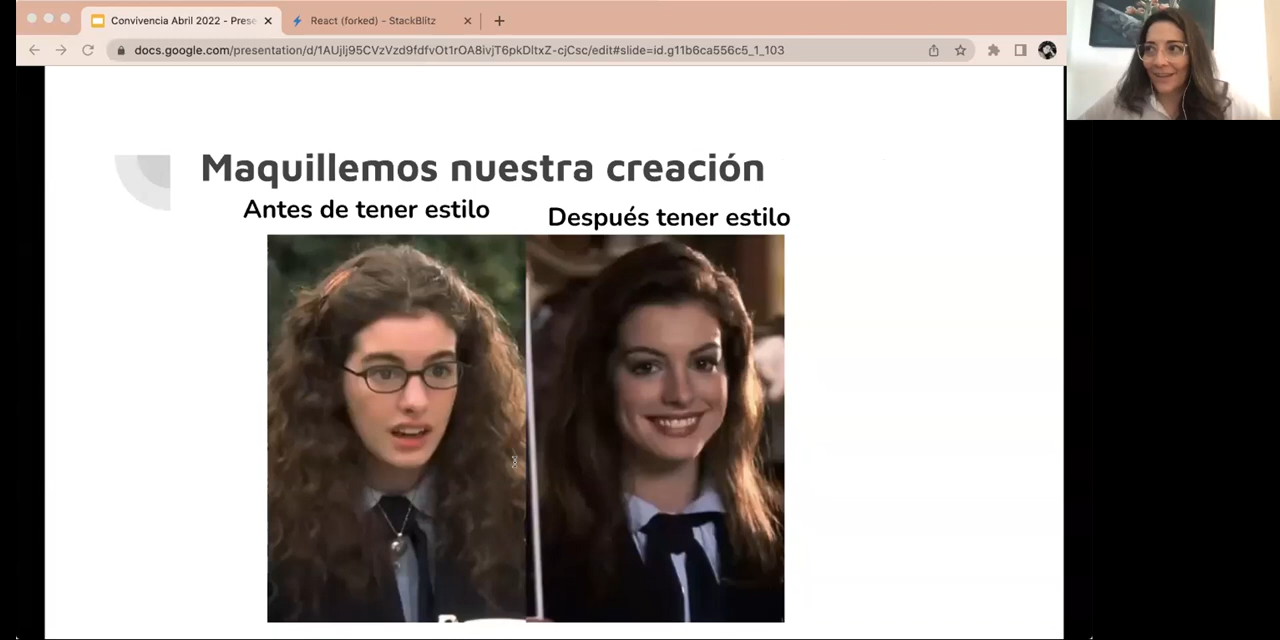 Convivencia Abril 2022 - Prese
React (forked) - StackBlitz
docs.google.com/presentation/d/1AUjlj95CVzVzd9fdfvOt1rOA8ivjT6pkDltxZ-cjCsc/edit#slide=id.g11b6ca556c5_1_103
Maquillemos nuestra creación
Antes de tener estilo
Después tener estilo